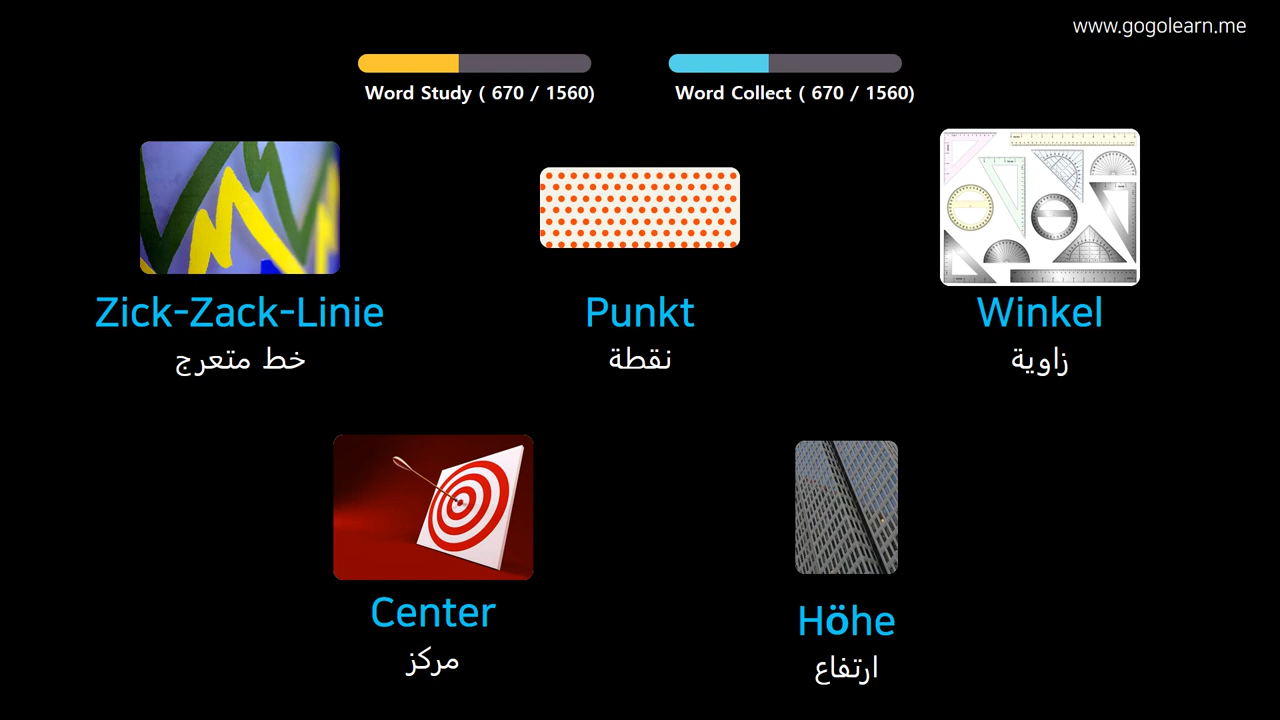 www.gogolearn.me
Word Study ( 670 / 1560)
Word Collect ( 670 / 1560)
Zick-Zack-Linie
خط متعرج
Punkt
نقطة
Winkel
زاوية
Center
مركز
Höhe
ارتفاع